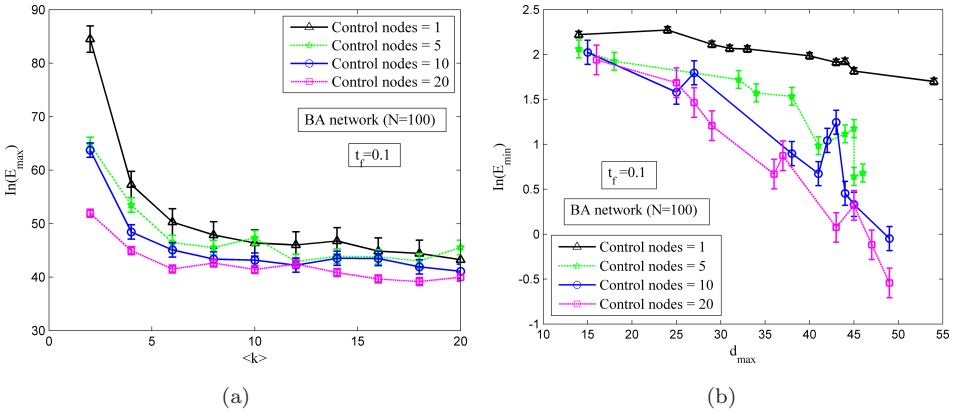 90
80
70
60
50
40
30
0
5
10
15
20
ln(E_max)
<k>
Control nodes = 1
Control nodes = 5
Control nodes = 10
Control nodes = 20
BA network (N=100)
t_f=0.1
(a)
2.5
2
1.5
1
0.5
0
-0.5
-1
10
15
20
25
30
35
40
45
50
55
ln(E_min)
d_max
t_f=0.1
BA network (N=100)
Control nodes = 1
Control nodes = 5
Control nodes = 10
Control nodes = 20
(b)